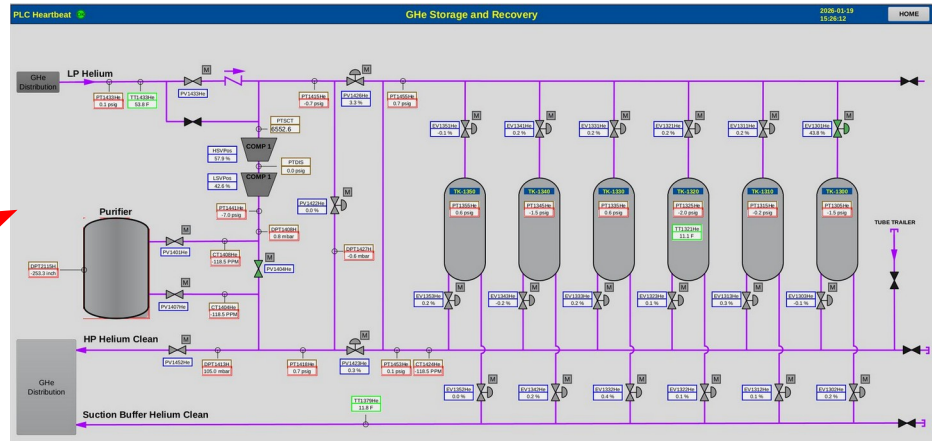 PLC Heartbeat C
GHe Storage and Recovery
2026-01-19
15:26:12
HOME
GHe
Distribution
LP Helium
PT1433He
0.1 psig
TT1433He
53.8 F
M
PV1433He
PT1415He
-0.7 psig
M
PV1426He
3.3 %
PT1455He
0.7 psig
PTSCT
6552.6
COMP 1
HSVPos
57.9 %
PTDIS
0.0 psig
COMP 1
LSVPos
42.6 %
PT1441He
-7.0 psig
M
PV1422He
0.0 %
DPT1408H
0.8 mbar
DPT1427H
-0.6 mbar
Purifier
M
PV1401He
CT1408He
-118.5 PPM
M
PV1404He
DPT2115H
-253.3 inch
M
PV1407He
CT1404He
-118.5 PPM
M
EV1351He
-0.1 %
M
EV1341He
0.2 %
M
EV1331He
0.2 %
M
EV1321He
0.2 %
M
EV1311He
0.2 %
M
EV1301He
43.8 %
TK-1350
PT1355He
0.6 psig
TK-1340
PT1345He
-1.5 psig
TK-1330
PT1335He
0.6 psig
TK-1320
PT1325He
-2.0 psig
TT1321He
11.1 F
TK-1310
PT1315He
-0.2 psig
TK-1300
PT1305He
-1.5 psig
TUBE TRAILER
EV1353He
0.2 %
M
EV1343He
-0.2 %
M
EV1333He
0.2 %
M
EV1323He
0.1 %
M
EV1313He
0.3 %
M
EV1303He
-0.1 %
M
HP Helium Clean
M
PV1452He
DPT1413H
105.0 mbar
PT1416He
0.7 psig
M
PV1423He
0.3 %
PT1453He
0.1 psig
CT1424He
-118.5 PPM
GHe
Distribution
EV1352He
0.0 %
M
EV1342He
0.2 %
M
EV1332He
0.4 %
M
EV1322He
0.1 %
M
EV1312He
0.1 %
M
EV1302He
0.2 %
M
TT1379He
11.8 F
Suction Buffer Helium Clean